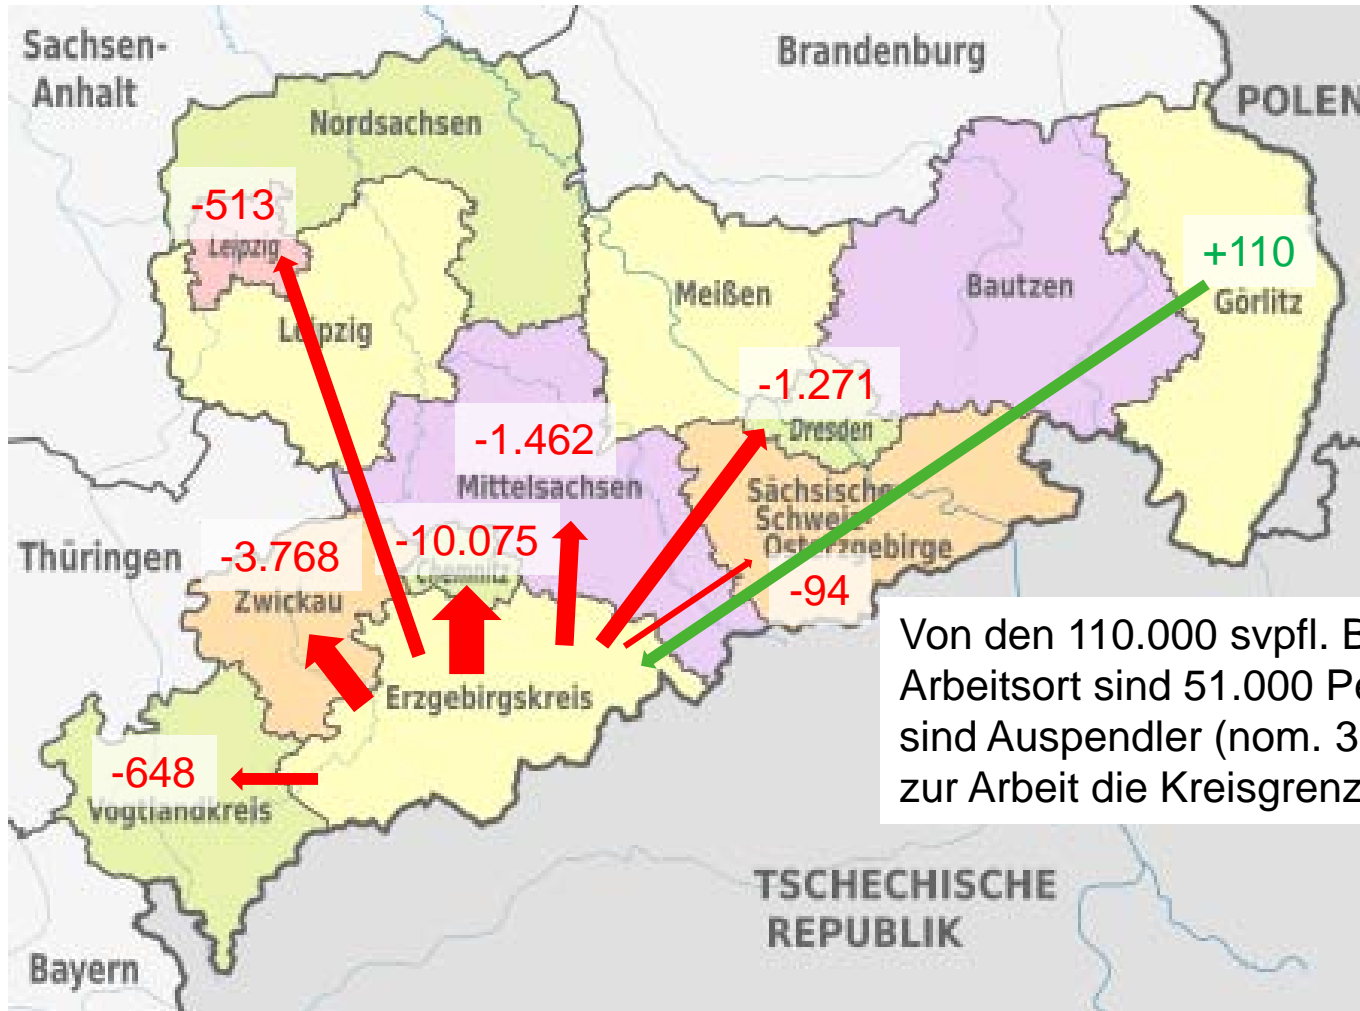 Sachsen-
Anhalt
Brandenburg
POLEN
Nordsachsen
-513
Leipzig
Leipzig
Meißen
Bautzen
+110
Görlitz
-1.271
Dresden
-1.462
Mittelsachsen
Sächsische
Schweiz-
Osterzgebirge
-94
Thüringen
-3.768
Zwickau
-10.075
Chemnitz
Erzgebirgskreis
-648
Vogtlandkreis
Von den 110.000 svpfl. B
Arbeitsort sind 51.000 Pe
sind Auspendler (nom. 3
zur Arbeit die Kreisgrenz
TSCHECHISCHE
REPUBLIK
Bayern